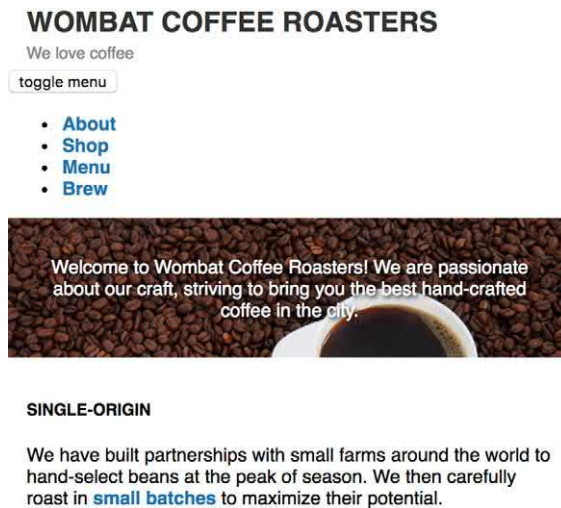 WOMBAT COFFEE ROASTERS
We love coffee
toggle menu
• About
• Shop
• Menu
• Brew
Welcome to Wombat Coffee Roasters! We are passionate
about our craft, striving to bring you the best hand-crafted
coffee in the city.
SINGLE-ORIGIN
We have built partnerships with small farms around the world to
hand-select beans at the peak of season. We then carefully
roast in small batches to maximize their potential.